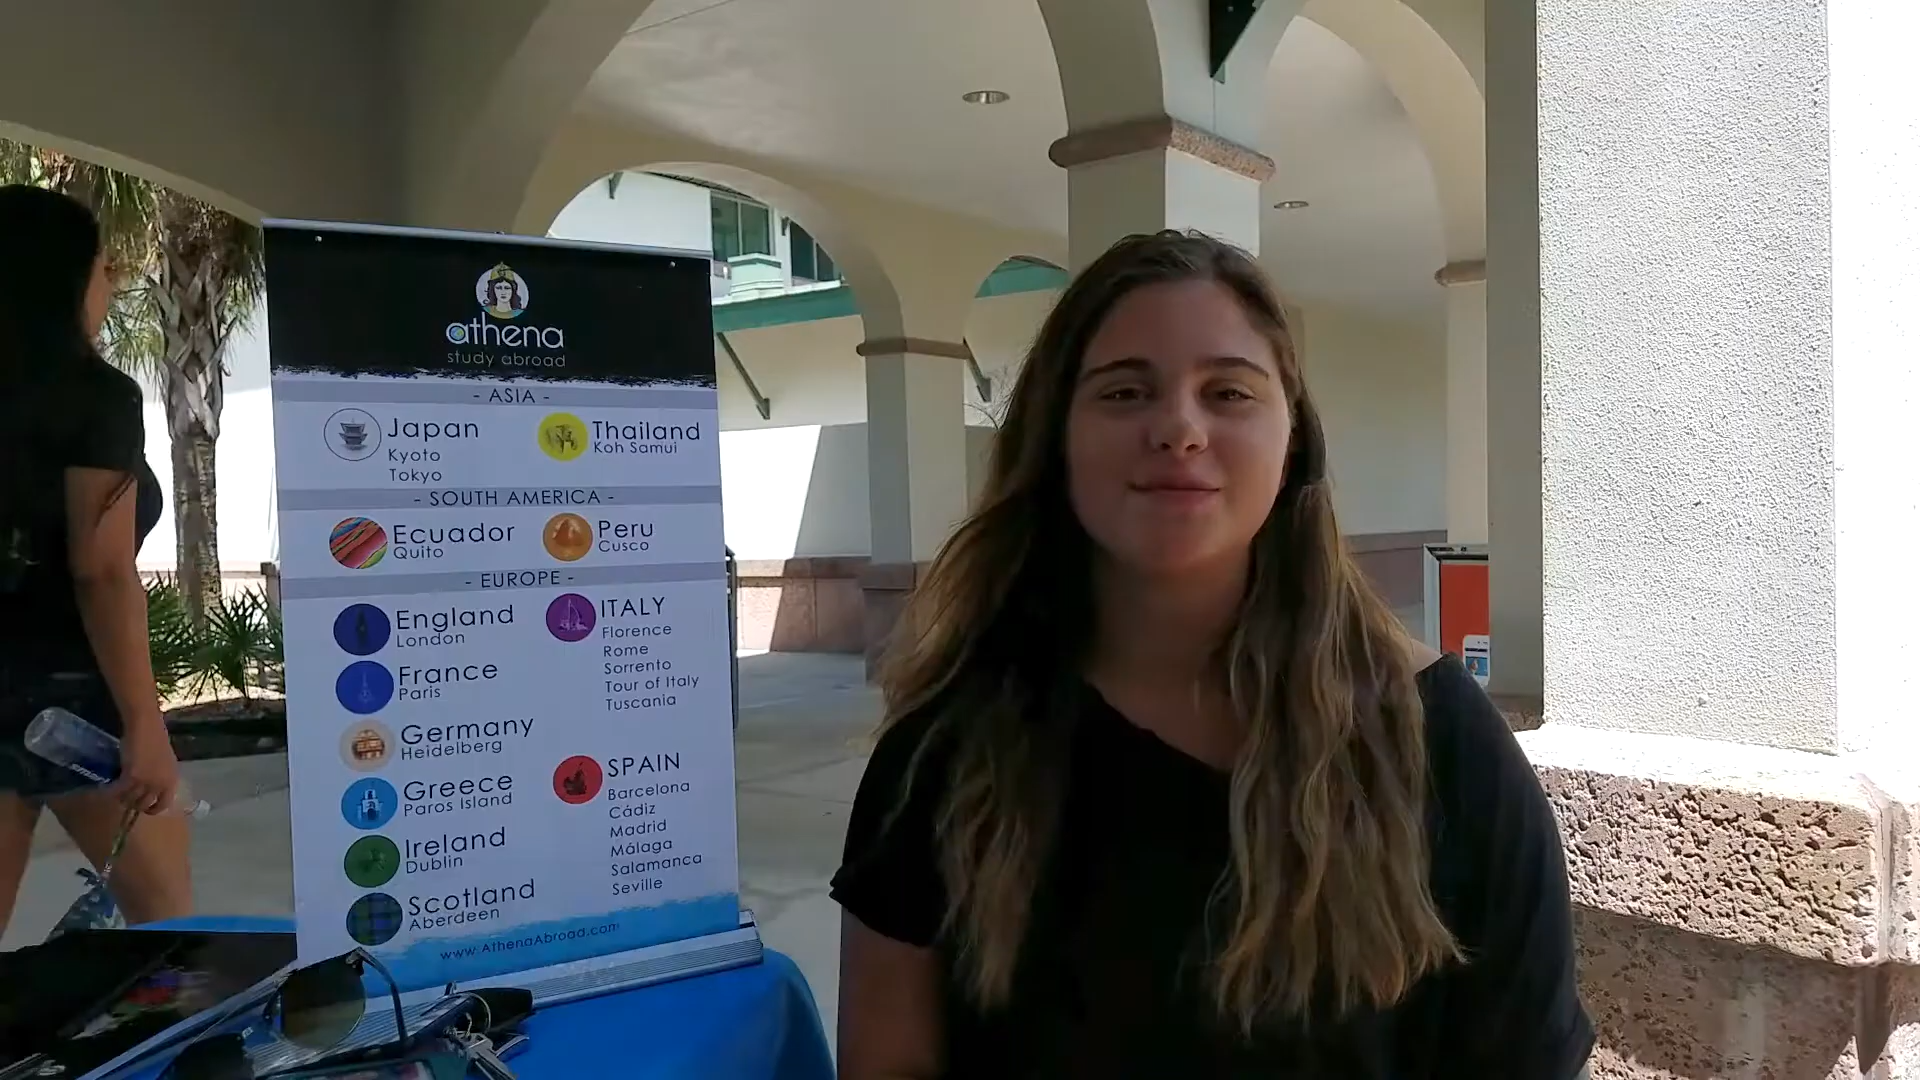 athena
study abroad
- ASIA -
Japan
Kyoto
Tokyo
Thailand
Koh Samui
- SOUTH AMERICA -
Ecuador
Quito
Peru
Cusco
- EUROPE -
England
London
France
Paris
Germany
Heidelberg
Greece
Paros Island
Ireland
Dublin
Scotland
Aberdeen
ITALY
Florence
Rome
Sorrento
Tour of Italy
Tuscania
SPAIN
Barcelona
Cádiz
Madrid
Málaga
Salamanca
Seville
www.AthenaAbroad.com
smart